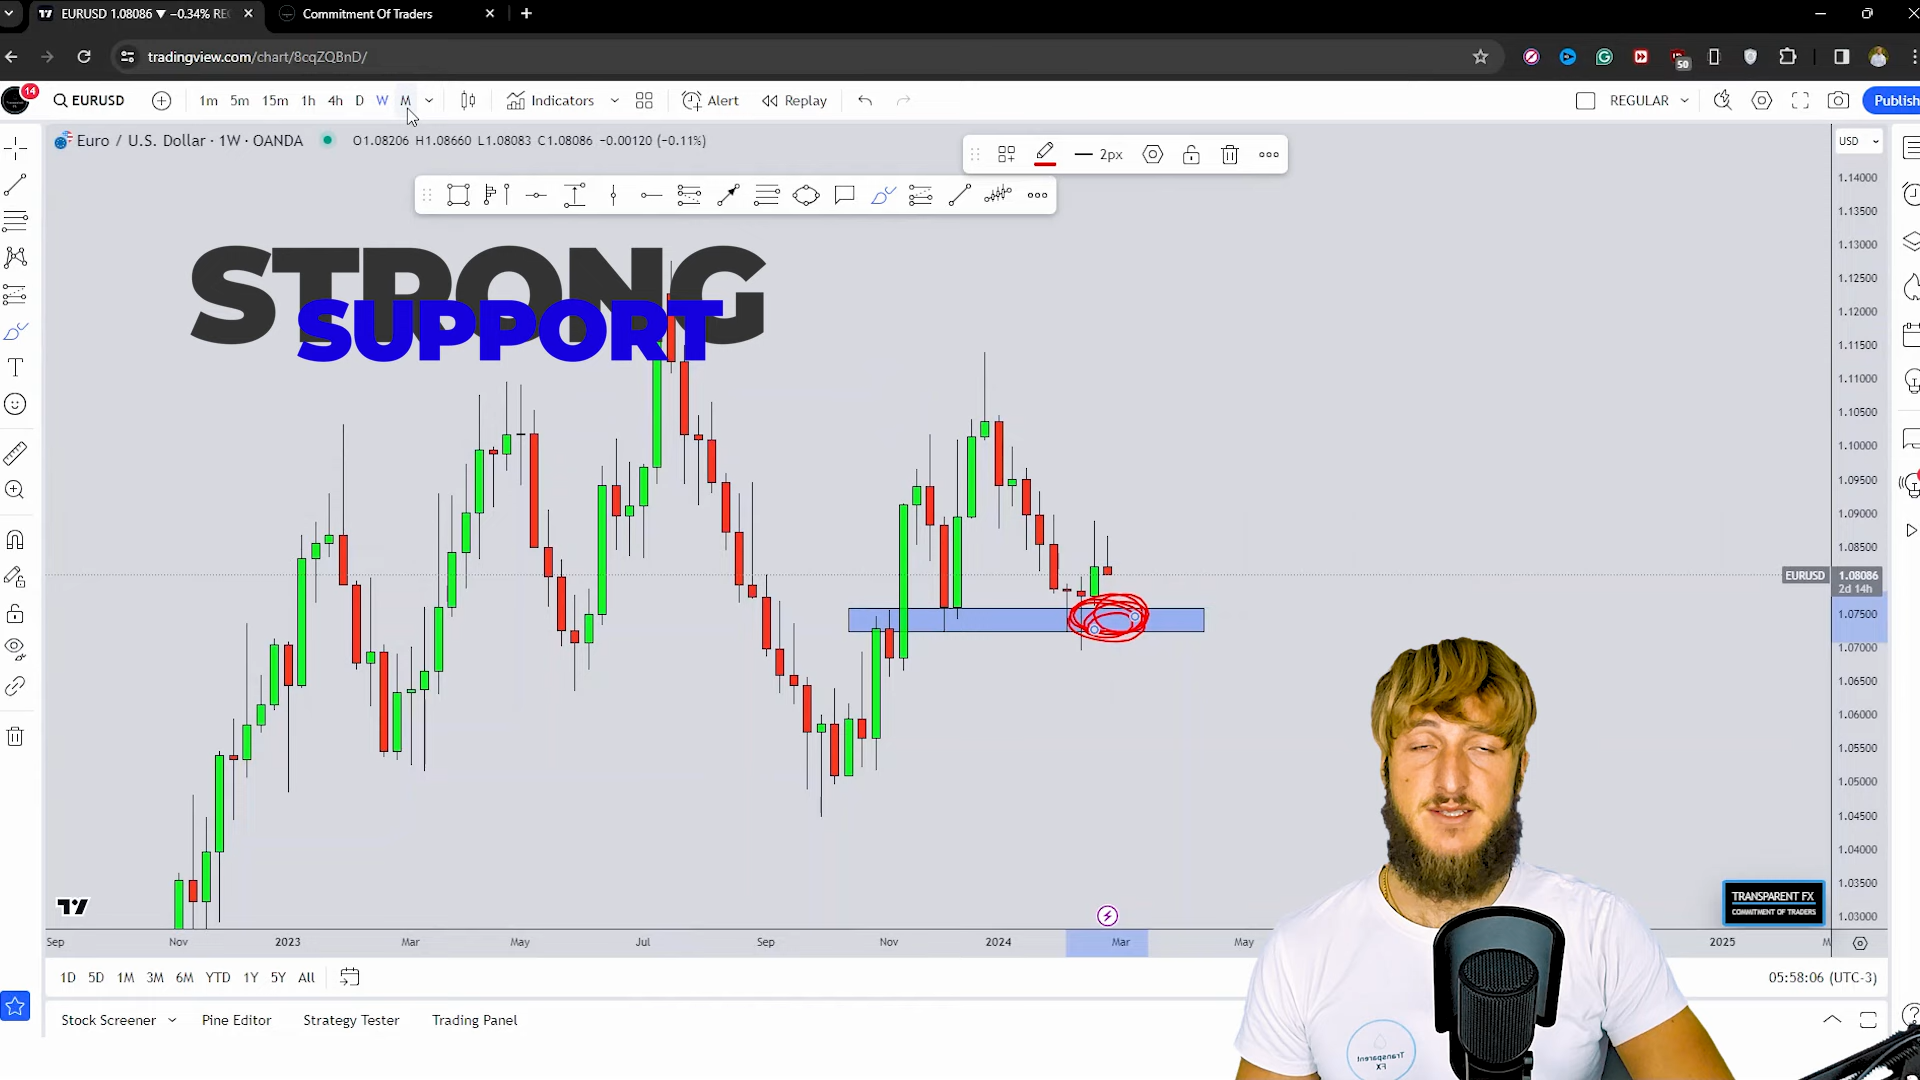 EURUSD 1.08086 ▼ −0.34% RE
Commitment Of Traders
tradingview.com/chart/8cqZQBnD/
50
14
EURUSD
1m 5m 15m 1h 4h D W M
Indicators
Alert
Replay
REGULAR
Publish
Euro / U.S. Dollar · 1W · OANDA
O1.08206 H1.08660 L1.08083 C1.08086 −0.00120 (−0.11%)
2px
USD
STRONG
SUPPORT
1.14000
1.13500
1.13000
1.12500
1.12000
1.11500
1.11000
1.10500
1.10000
1.09500
1.09000
1.08500
EURUSD 1.08086
2d 14h
1.07500
1.07000
1.06500
1.06000
1.05500
1.05000
1.04500
1.04000
1.03500
1.03000
TRANSPARENT FX
COMMITMENT OF TRADERS
Sep Nov 2023 Mar May Jul Sep Nov 2024 Mar May 2025 M
1D 5D 1M 3M 6M YTD 1Y 5Y All
05:58:06 (UTC-3)
Stock Screener
Pine Editor
Strategy Tester
Trading Panel
Transparent
FX